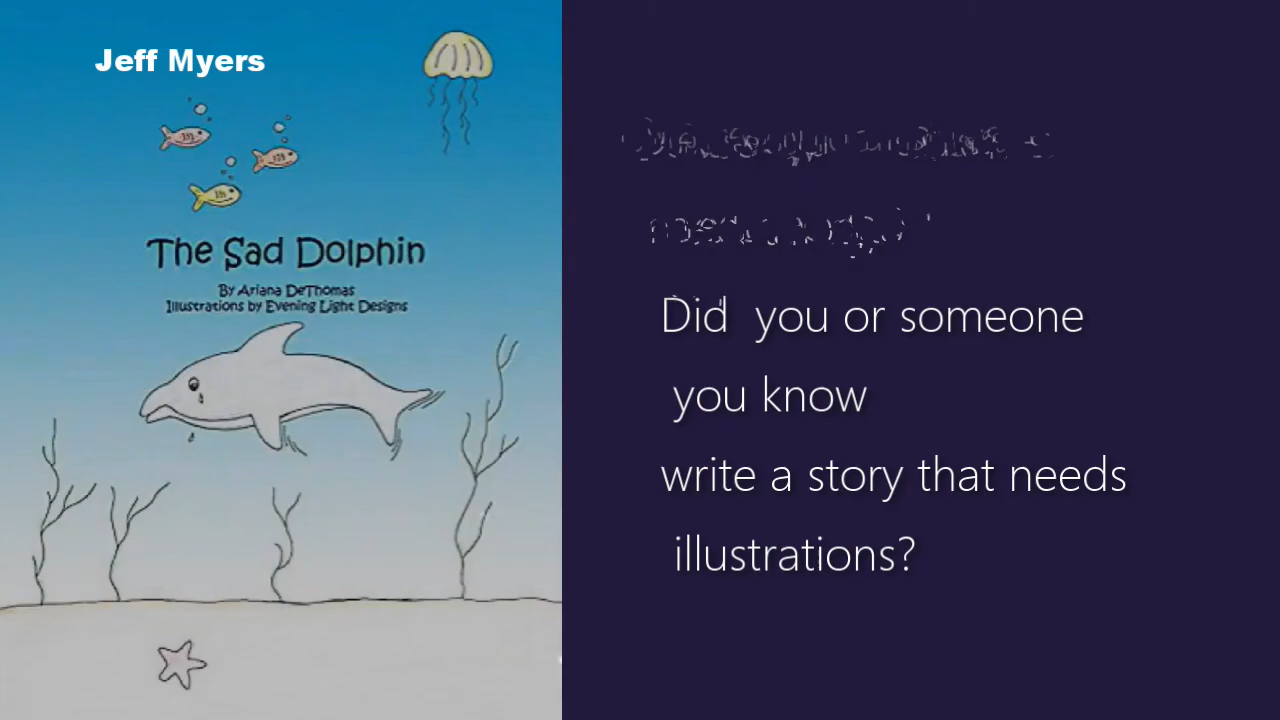 Jeff Myers
The Sad Dolphin
By Ariana DeThomas
Illustrations by Evening Light Designs
Did you or someone
you know
write a story that needs
illustrations?